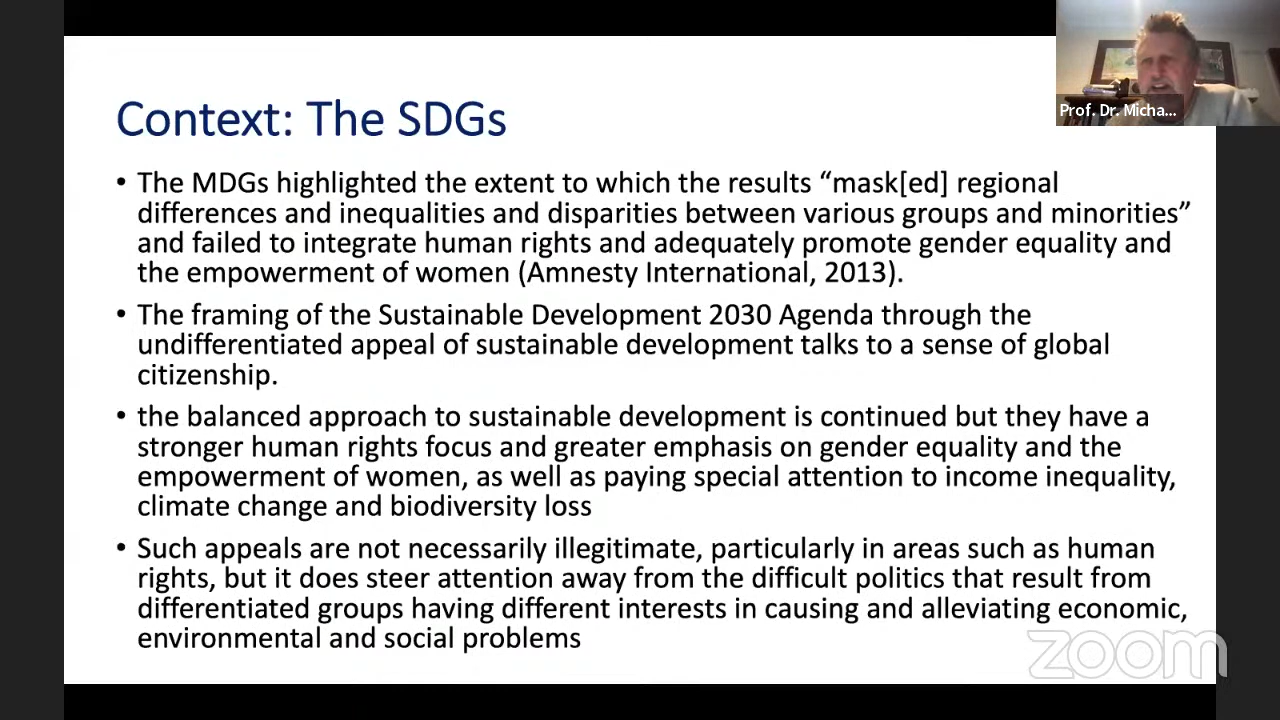 Prof. Dr. Micha...
Context: The SDGs
• The MDGs highlighted the extent to which the results “mask[ed] regional
differences and inequalities and disparities between various groups and minorities”
and failed to integrate human rights and adequately promote gender equality and
the empowerment of women (Amnesty International, 2013).
• The framing of the Sustainable Development 2030 Agenda through the
undifferentiated appeal of sustainable development talks to a sense of global
citizenship.
• the balanced approach to sustainable development is continued but they have a
stronger human rights focus and greater emphasis on gender equality and the
empowerment of women, as well as paying special attention to income inequality,
climate change and biodiversity loss
• Such appeals are not necessarily illegitimate, particularly in areas such as human
rights, but it does steer attention away from the difficult politics that result from
differentiated groups having different interests in causing and alleviating economic,
environmental and social problems
zoom